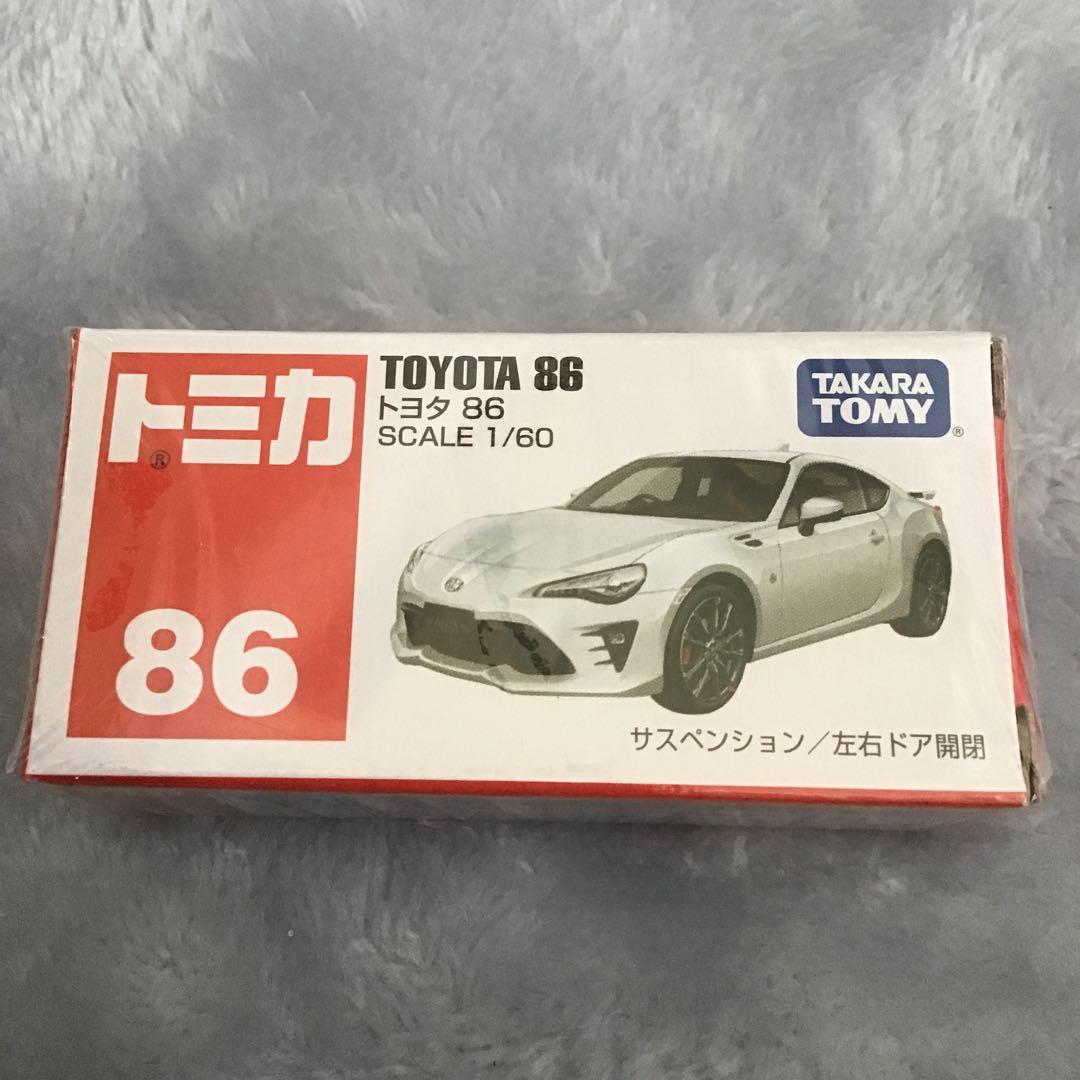 トミカ
®
86
TOYOTA 86
トヨタ 86
SCALE 1/60
TAKARA
TOMY
®
サスペンション/左右ドア開閉